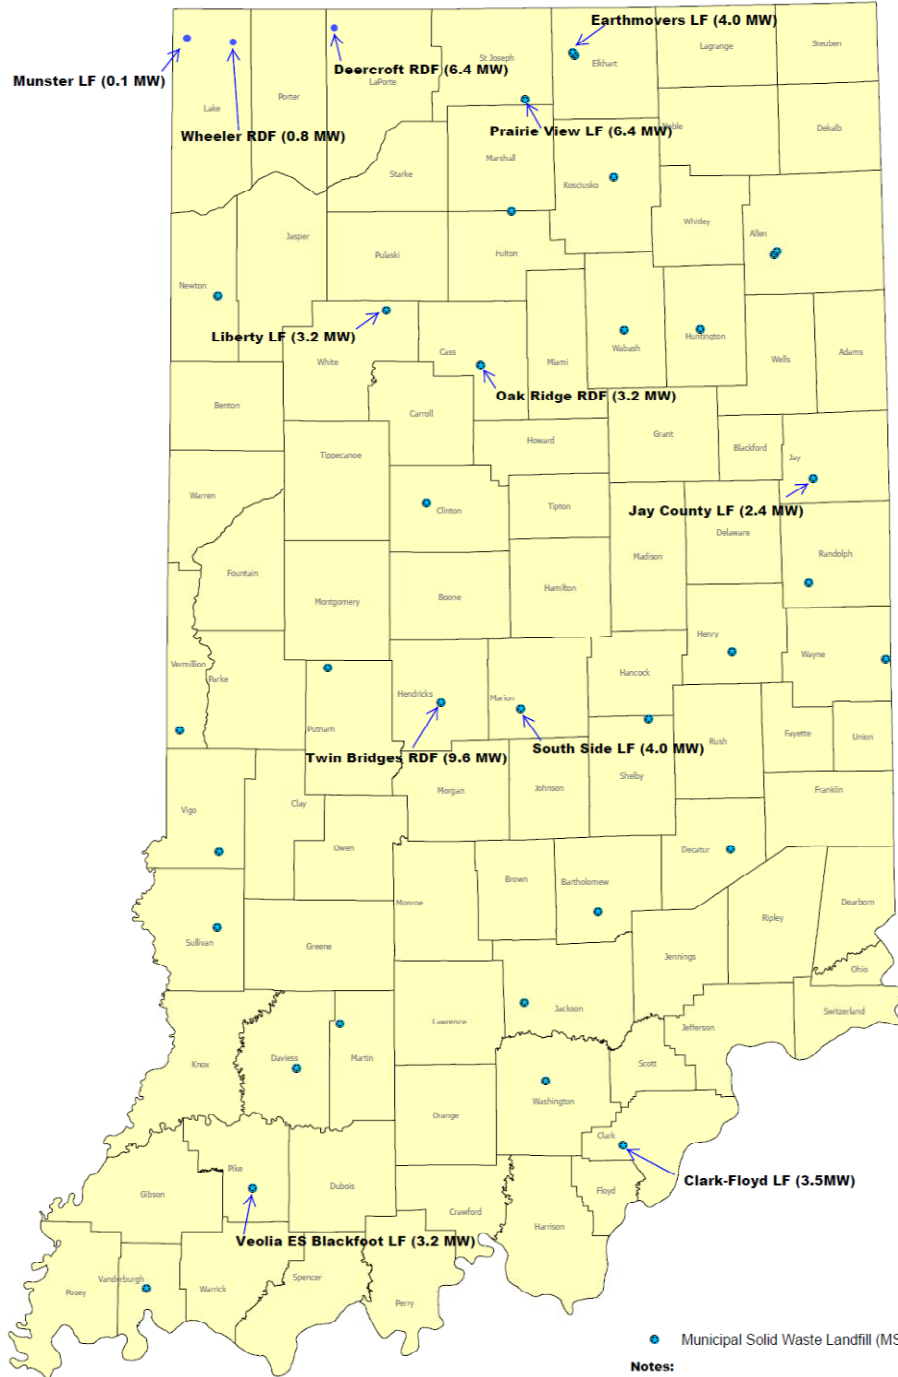 Earthmovers LF (4.0 MW)
Steuben
Lagrange
St Joseph
Elkhart
Deercroft RDF (6.4 MW)
Munster LF (0.1 MW)
LaPorte
Porter
Lake
Prairie View LF (6.4 MW)
Noble
Dekalb
Wheeler RDF (0.8 MW)
Marshall
Starke
Kosciusko
Whitley
Allen
Jasper
Pulaski
Fulton
Newton
Liberty LF (3.2 MW)
White
Cass
Miami
Wabash
Huntington
Wells
Adams
Oak Ridge RDF (3.2 MW)
Benton
Carroll
Howard
Grant
Blackford
Jay
Tippecanoe
Warren
Clinton
Tipton
Jay County LF (2.4 MW)
Delaware
Randolph
Madison
Fountain
Hamilton
Boone
Montgomery
Henry
Wayne
Vermillion
Parke
Hancock
Hendricks
Marion
Putnam
Twin Bridges RDF (9.6 MW)
South Side LF (4.0 MW)
Rush
Fayette
Union
Shelby
Morgan
Johnson
Franklin
Vigo
Clay
Owen
Decatur
Brown
Bartholomew
Monroe
Dearborn
Ripley
Sullivan
Greene
Jennings
Ohio
Jackson
Switzerland
Lawrence
Jefferson
Knox
Daviess
Martin
Scott
Washington
Orange
Clark
Pike
Dubois
Floyd
Clark-Floyd LF (3.5MW)
Gibson
Crawford
Harrison
Veolia ES Blackfoot LF (3.2 MW)
Vanderburgh
Posey
Warrick
Spencer
Perry
Municipal Solid Waste Landfill (MS
Notes: